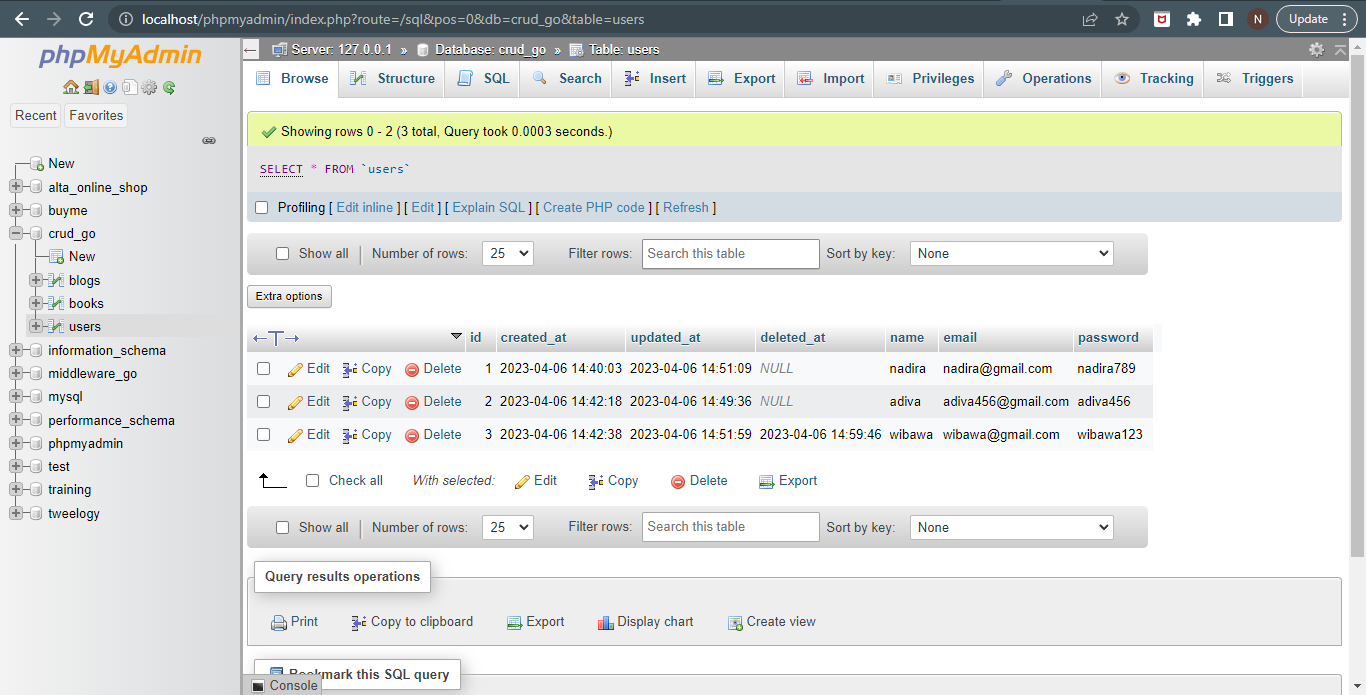 localhost/phpmyadmin/index.php?route=/sql&pos=0&db=crud_go&table=users
N
Update
phpMyAdmin
Recent Favorites
New
alta_online_shop
buyme
crud_go
New
blogs
books
users
information_schema
middleware_go
mysql
performance_schema
phpmyadmin
test
training
tweelogy
Server: 127.0.0.1 » Database: crud_go » Table: users
Browse Structure SQL Search Insert Export Import Privileges Operations Tracking Triggers
Showing rows 0 - 2 (3 total, Query took 0.0003 seconds.)
SELECT * FROM `users`
Profiling [ Edit inline ] [ Edit ] [ Explain SQL ] [ Create PHP code ] [ Refresh ]
Show all Number of rows: 25 Filter rows: Search this table Sort by key: None
Extra options
←T→ id created_at updated_at deleted_at name email password
Edit Copy Delete 1 2023-04-06 14:40:03 2023-04-06 14:51:09 NULL nadira nadira@gmail.com nadira789
Edit Copy Delete 2 2023-04-06 14:42:18 2023-04-06 14:49:36 NULL adiva adiva456@gmail.com adiva456
Edit Copy Delete 3 2023-04-06 14:42:38 2023-04-06 14:51:59 2023-04-06 14:59:46 wibawa wibawa@gmail.com wibawa123
Check all With selected: Edit Copy Delete Export
Show all Number of rows: 25 Filter rows: Search this table Sort by key: None
Query results operations
Print Copy to clipboard Export Display chart Create view
Bookmark this SQL query
Console